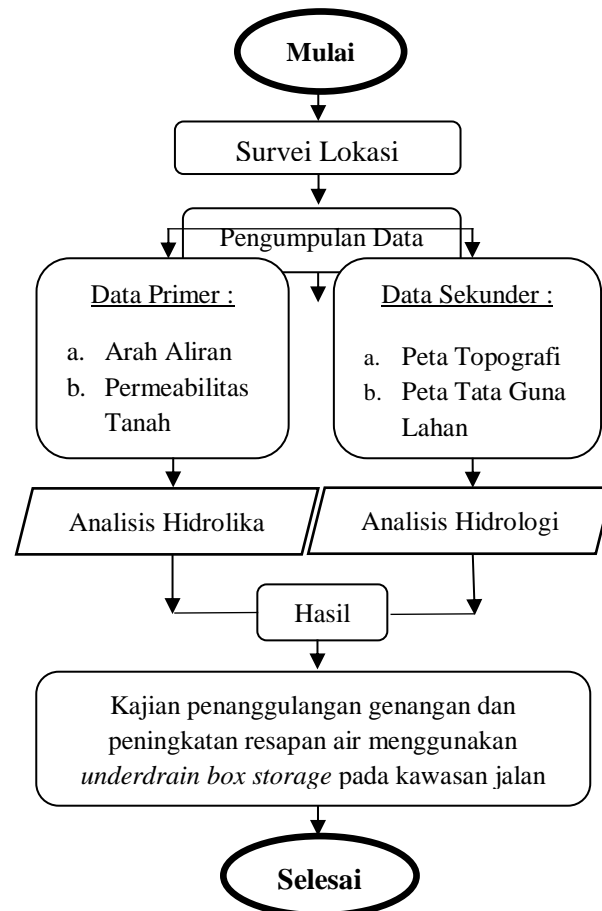 Mulai
Survei Lokasi
Pengumpulan Data
Data Primer :
a. Arah Aliran
b. Permeabilitas
Tanah
Data Sekunder :
a. Peta Topografi
b. Peta Tata Guna
Lahan
Analisis Hidrolika
Analisis Hidrologi
Hasil
Kajian penanggulangan genangan dan
peningkatan resapan air menggunakan
underdrain box storage pada kawasan jalan
Selesai